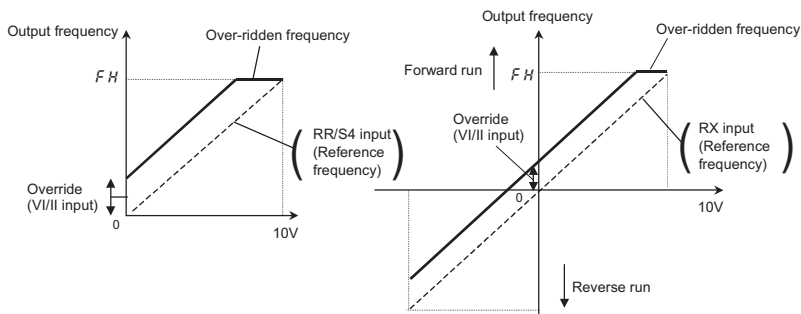 Output frequency
Over-ridden frequency
FH
RR/S4 input
(Reference
frequency)
Override
(VI/II input)
0
10V
Output frequency
Over-ridden frequency
Forward run
FH
Override
(VI/II input)
RX input
(Reference
frequency)
0
10V
Reverse run